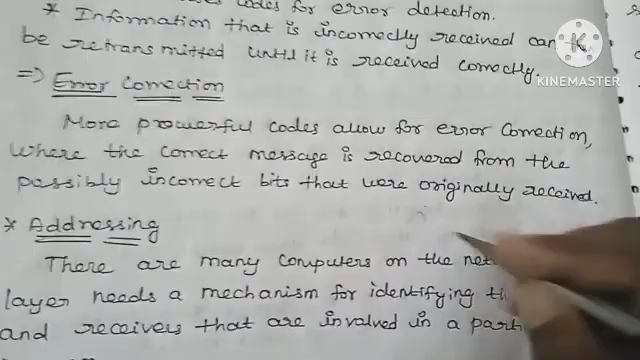 codes for error detection.
* Information that is incorrectly received can
be retransmitted until it is received correctly.
=> Error Correction
More powerful codes allow for error correction,
Where the correct message is recovered from the
possibly incorrect bits that were originally received.
* Addressing
There are many computers on the net
layer needs a mechanism for identifying th
and receivers that are involved in a parti
K
KINEMASTER